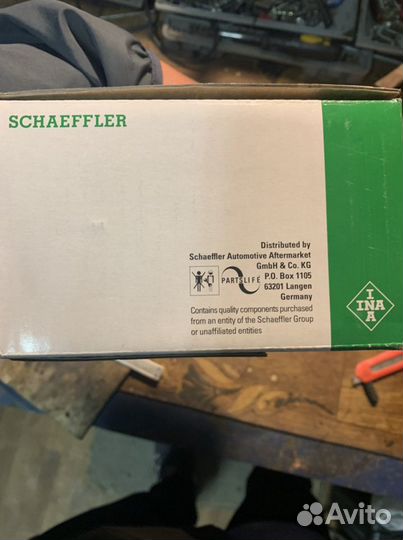 SCHAEFFLER
Distributed by
Schaeffler Automotive Aftermarket
GmbH & Co. KG
P.O. Box 1105
63201 Langen
Germany
PARTSLIFE
Contains quality components purchased
from an entity of the Schaeffler Group
or unaffiliated entities
INA
INA
Avito